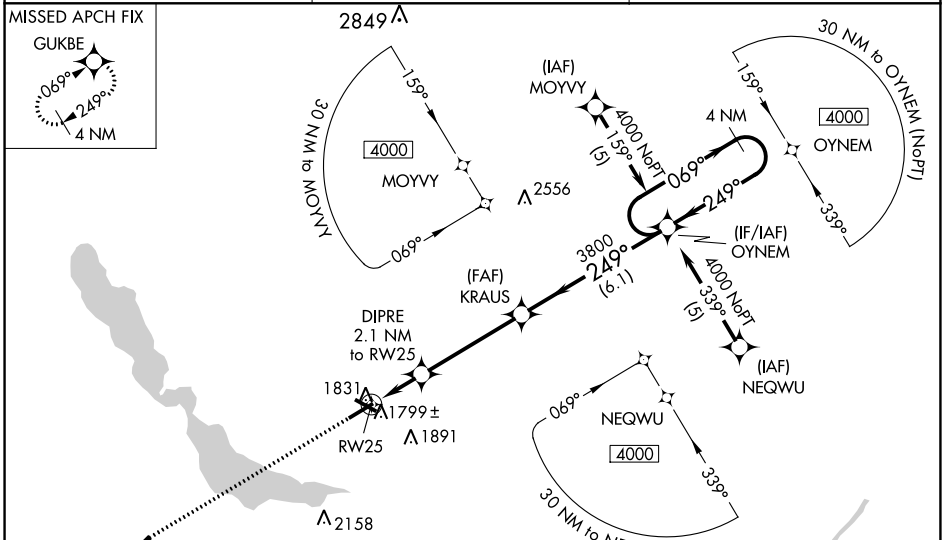 MISSED APCH FIX
GUKBE
069°
249°
4 NM
2849
159°
30 NM to MOYVY
4000
MOYVY
069°
2556
(IAF)
MOYVY
4000 NoPT
159°
(5)
4 NM
069°
249°
30 NM to OYNEM (NoPT)
159°
4000
OYNEM
339°
(IF/IAF)
OYNEM
3800
249°
(6.1)
(FAF)
KRAUS
4000 NoPT
339°
(5)
(IAF)
NEQWU
DIPRE
2.1 NM
to RW25
1831
1799 ±
1891
RW25
2158
069°
NEQWU
4000
339°
30 NM to